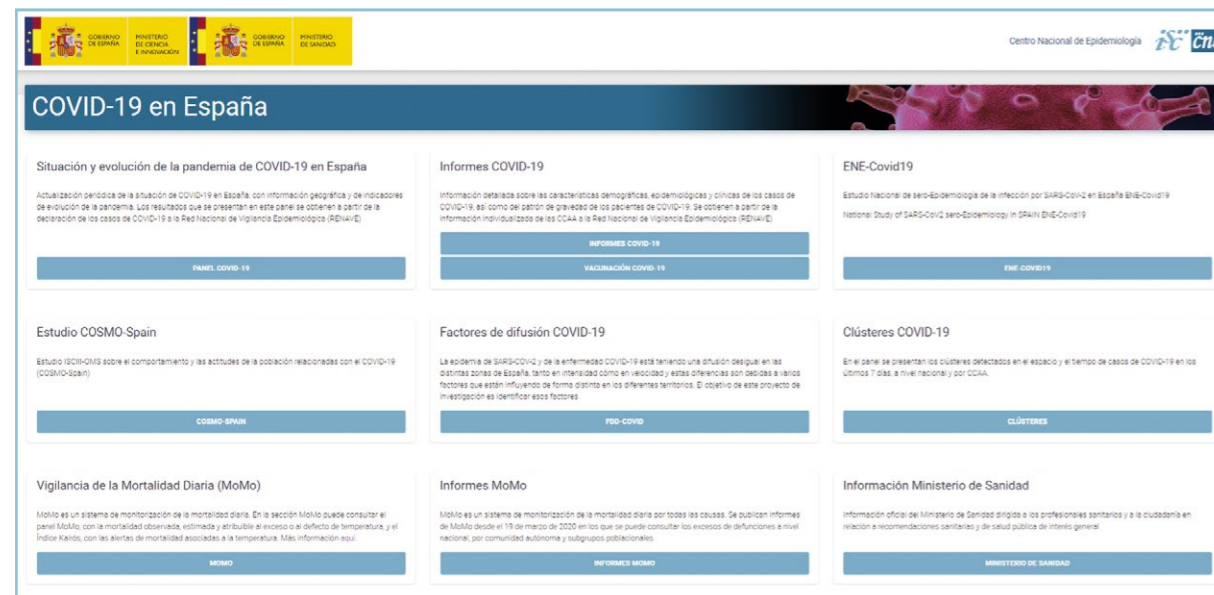 GOBIERNO
DE ESPAÑA
MINISTERIO
DE CIENCIA
E INNOVACIÓN
GOBIERNO
DE ESPAÑA
MINISTERIO
DE SANIDAD
Centro Nacional de Epidemiología
COVID-19 en España
Situación y evolución de la pandemia de COVID-19 en España
Actualización periódica de la situación de COVID-19 en España, con información geográfica y de indicadores
de evolución de la pandemia. Los resultados que se presentan en este panel se obtienen a partir de la
declaración de los casos de COVID-19 a la Red Nacional de Vigilancia Epidemiológica (RENAVE)
PANEL COVID-19
Informes COVID-19
Información detallada sobre las características demográficas, epidemiológicas y clínicas de los casos de
COVID-19, así como del patrón de gravedad de los pacientes de COVID-19. Se obtienen a partir de la
información individualizada de las CCAA a la Red Nacional de Vigilancia Epidemiológica (RENAVE)
INFORMES COVID-19
VACUNACIÓN COVID-19
ENE-Covid19
Estudio Nacional de sero-Epidemiología de la infección por SARS-CoV-2 en España ENE-Covid19
National Study of SARS-CoV2 sero-Epidemiology in SPAIN ENE-Covid19
ENE-COVID19
Estudio COSMO-Spain
Estudio ISCIII-OMS sobre el comportamiento y las actitudes de la población relacionadas con el COVID-19
(COSMO-Spain)
COSMO-SPAIN
Factores de difusión COVID-19
La epidemia de SARS-COV-2 y de la enfermedad COVID-19 está teniendo una difusión desigual en las
distintas zonas de España, tanto en intensidad cómo en velocidad y estas diferencias son debidas a varios
factores que están influyendo de forma distinta en los diferentes territorios. El objetivo de este proyecto de
investigación es identificar esos factores
FDD-COVID
Clústeres COVID-19
En el panel se presentan los clústeres detectados en el espacio y el tiempo de casos de COVID-19 en los
últimos 7 días, a nivel nacional y por CCAA.
CLÚSTERES
Vigilancia de la Mortalidad Diaria (MoMo)
MoMo es un sistema de monitorización de la mortalidad diaria. En la sección MoMo puede consultar el
panel MoMo, con la mortalidad observada, estimada y atribuible al exceso o al defecto de temperatura, y el
Índice Kairós, con las alertas de mortalidad asociadas a la temperatura. Más información aquí.
MOMO
Informes MoMo
MoMo es un sistema de monitorización de la mortalidad diaria por todas las causas. Se publican informes
de MoMo desde el 19 de marzo de 2020 en los que se puede consultar los excesos de defunciones a nivel
nacional, por comunidad autónoma y subgrupos poblacionales
INFORMES MOMO
Información Ministerio de Sanidad
Información oficial del Ministerio de Sanidad dirigida a los profesionales sanitarios y a la ciudadanía en
relación a recomendaciones sanitarias y de salud pública de interés general
MINISTERIO DE SANIDAD